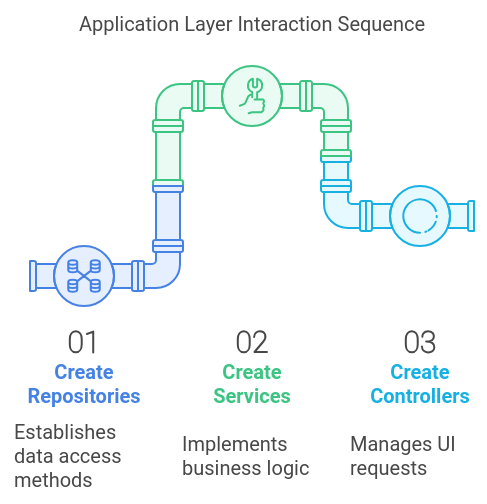 Application Layer Interaction Sequence
01
Create
Repositories
Establishes
data access
methods
02
Create
Services
Implements
business logic
03
Create
Controllers
Manages UI
requests